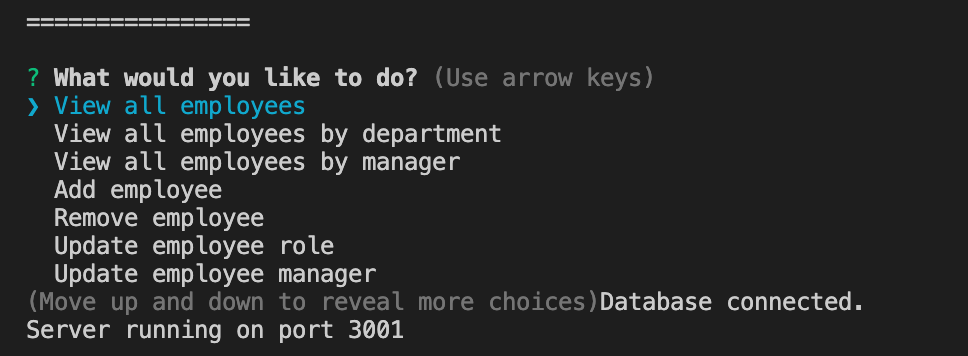 ================
? What would you like to do? (Use arrow keys)
❯ View all employees
  View all employees by department
  View all employees by manager
  Add employee
  Remove employee
  Update employee role
  Update employee manager
(Move up and down to reveal more choices)Database connected.
Server running on port 3001